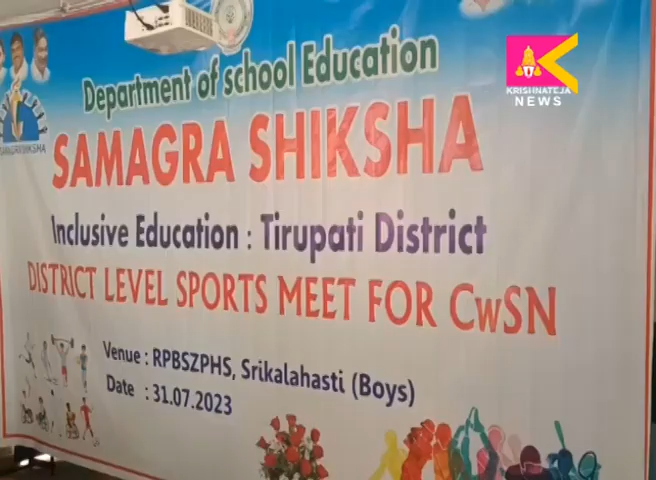 KRISHNATEJA
NEWS
Department of school Education
SAMAGRA SHIKSHA
Inclusive Education : Tirupati District
DISTRICT LEVEL SPORTS MEET FOR CwSN
Venue : RPBSZPHS, Srikalahasti (Boys)
Date : 31.07.2023